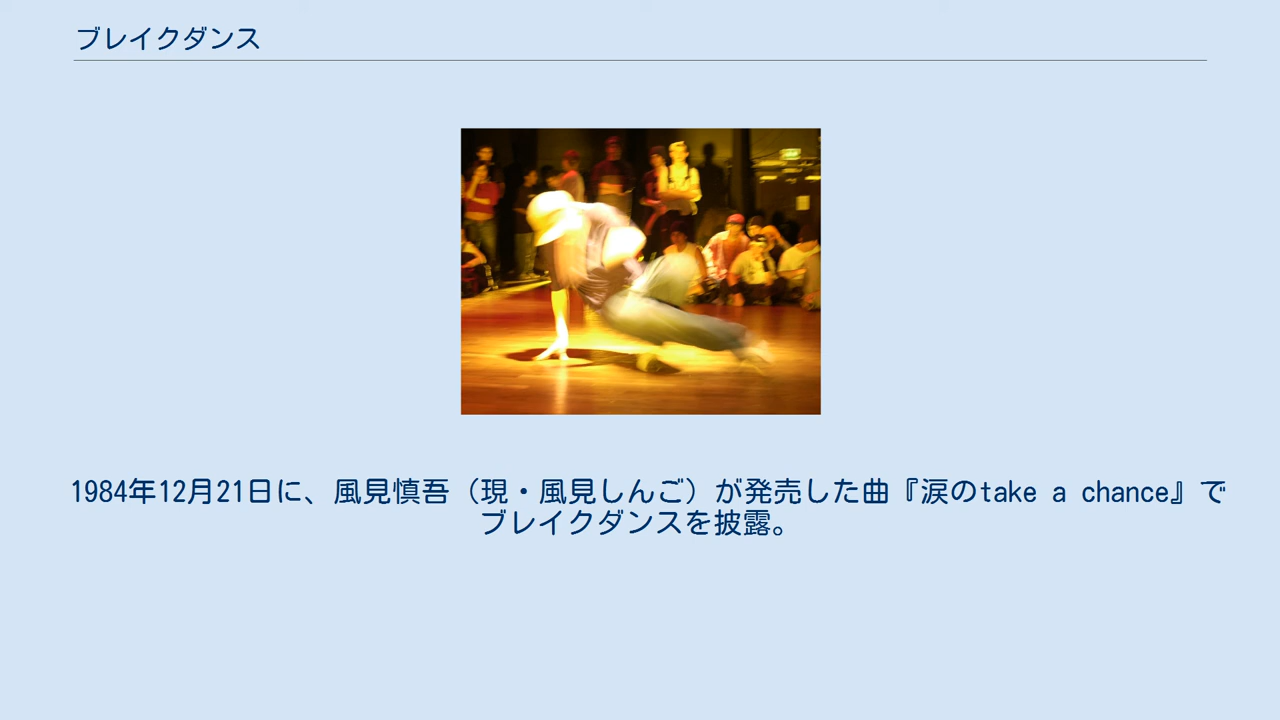 ブレイクダンス
1984年12月21日に、風見慎吾（現・風見しんご）が発売した曲『涙のtake a chance』で
ブレイクダンスを披露。